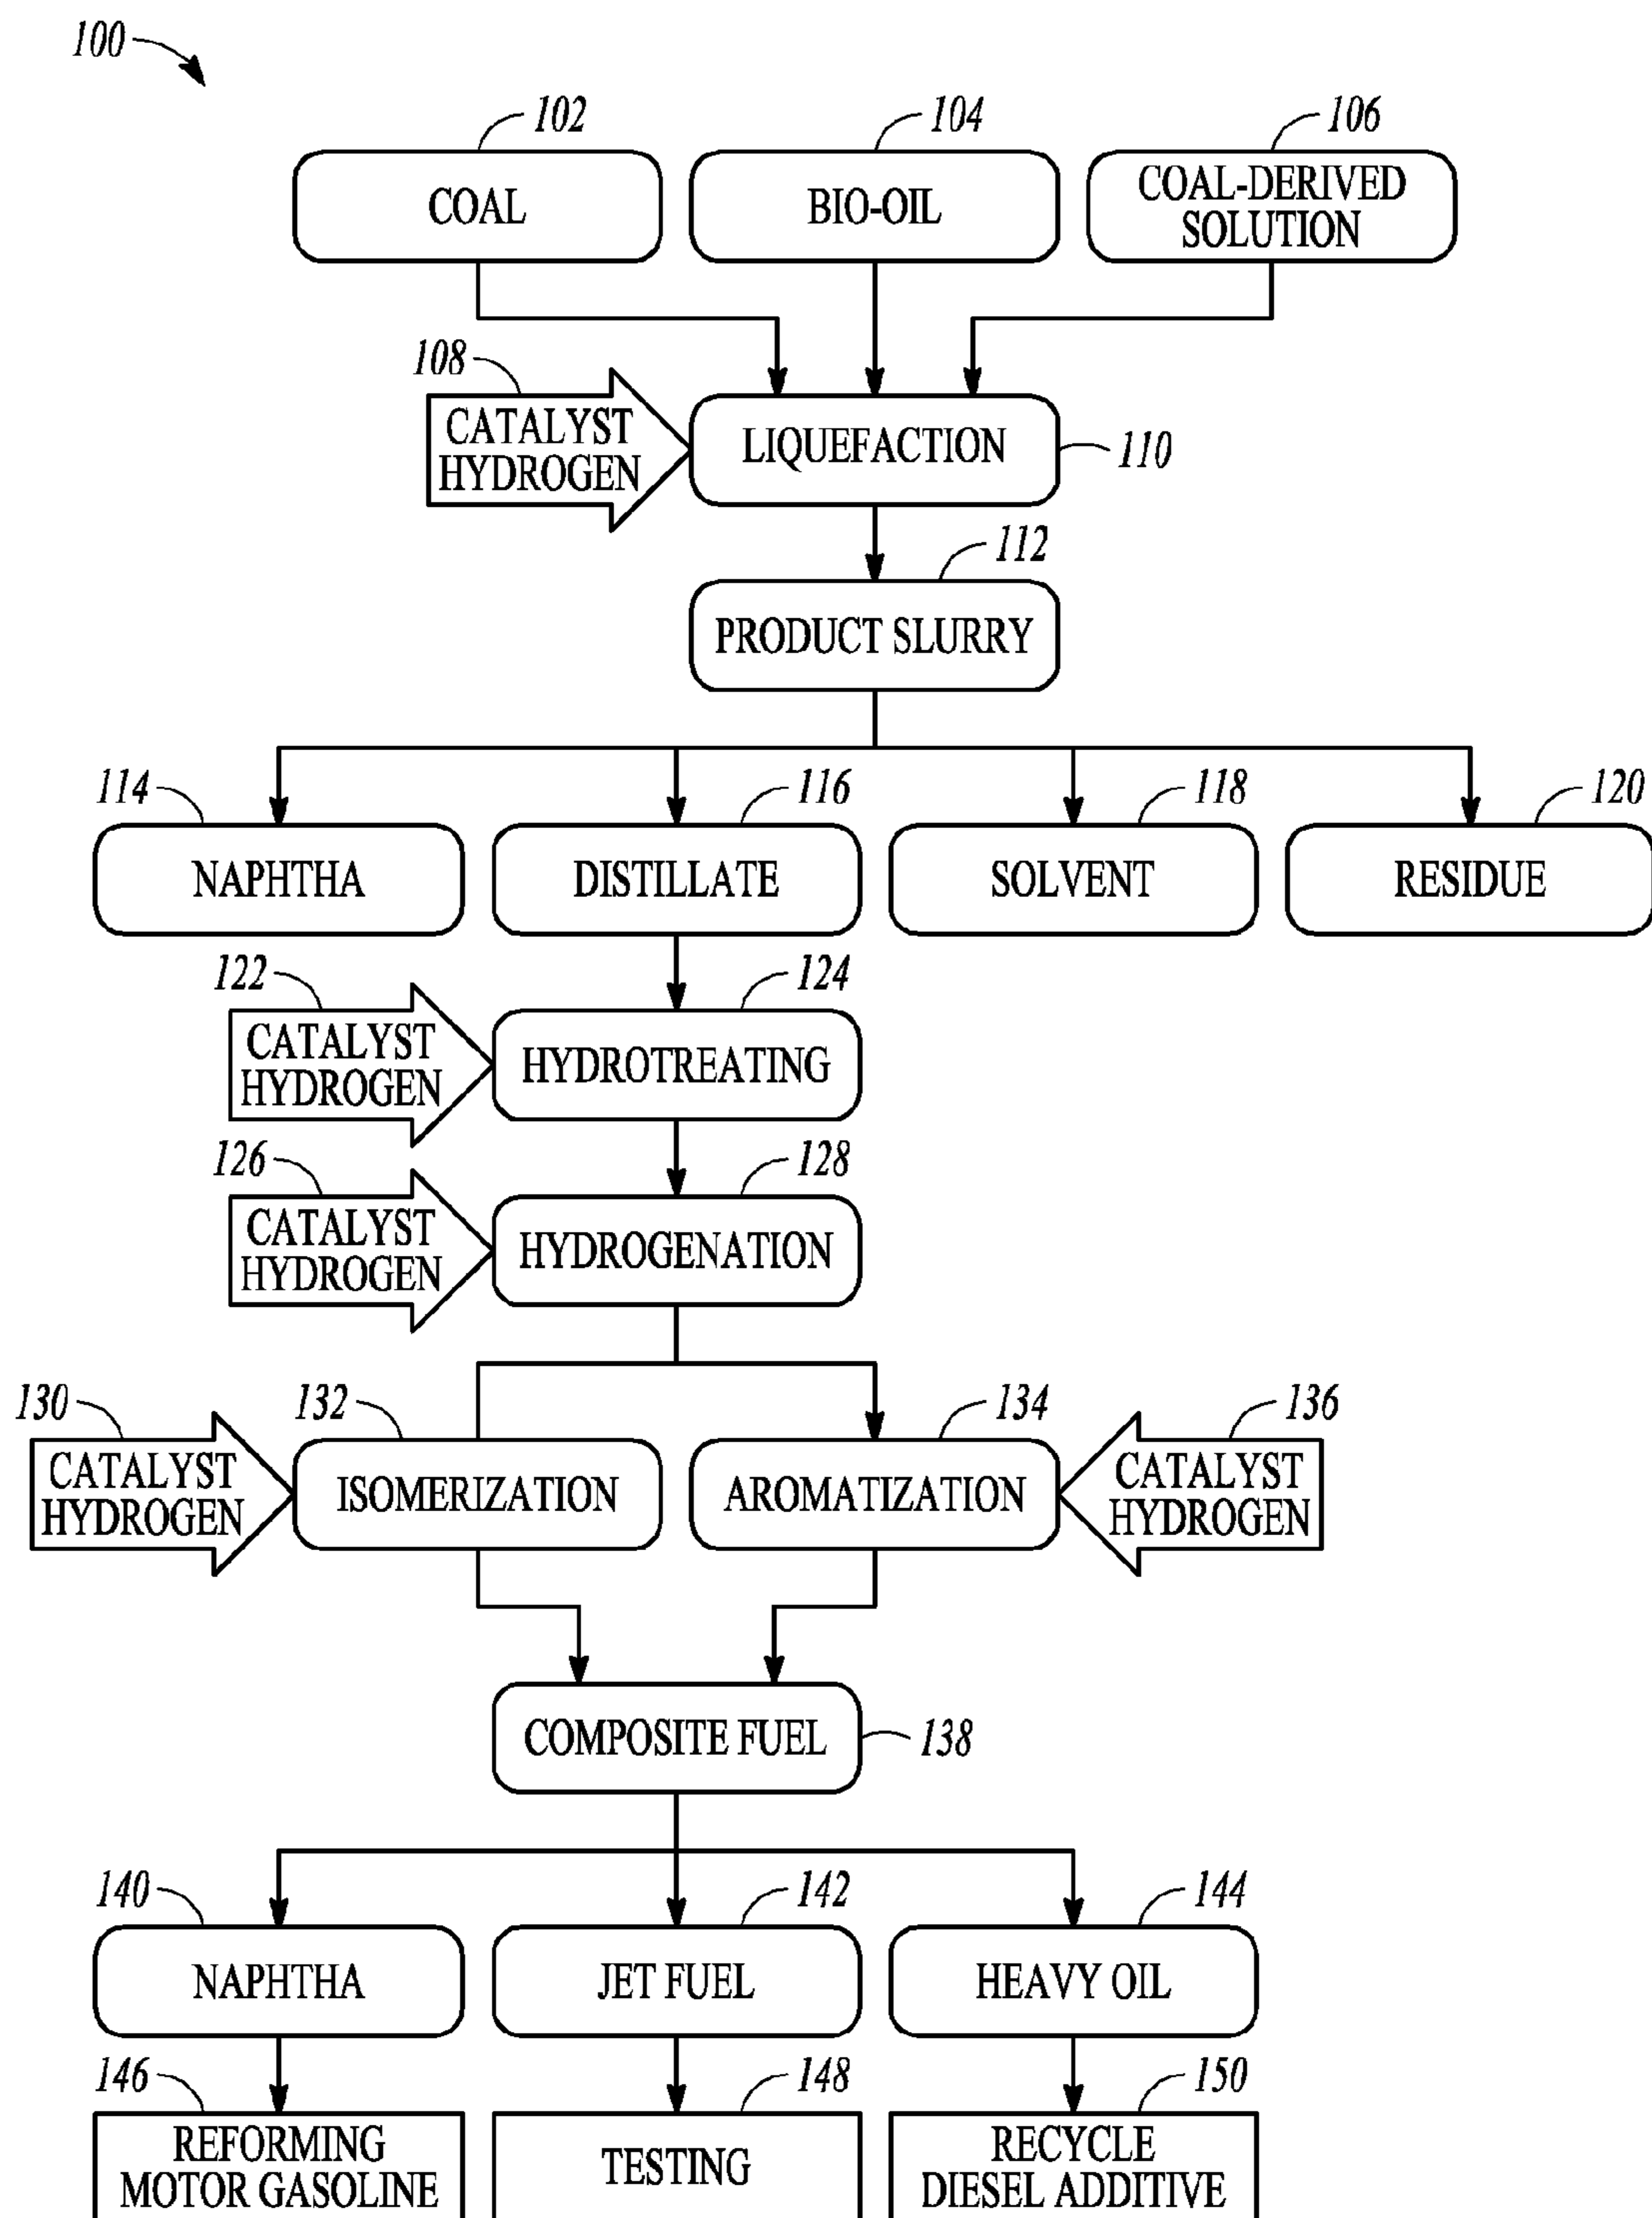 100
102
104
106
COAL
BIO-OIL
COAL-DERIVED
SOLUTION
108
CATALYST
HYDROGEN
LIQUEFACTION
110
112
PRODUCT SLURRY
114
116
118
120
NAPHTHA
DISTILLATE
SOLVENT
RESIDUE
122
124
CATALYST
HYDROGEN
HYDROTREATING
126
128
CATALYST
HYDROGEN
HYDROGENATION
130
132
134
136
CATALYST
HYDROGEN
ISOMERIZATION
AROMATIZATION
CATALYST
HYDROGEN
COMPOSITE FUEL
138
140
142
144
NAPHTHA
JET FUEL
HEAVY OIL
146
148
150
REFORMING
MOTOR GASOLINE
TESTING
RECYCLE
DIESEL ADDITIVE